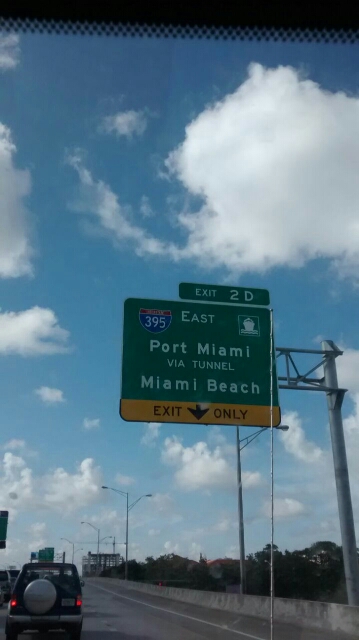 EXIT 2D
395 EAST
Port Miami
VIA TUNNEL
Miami Beach
EXIT ONLY